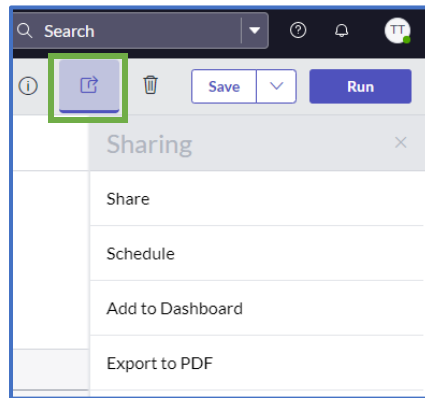 Search
TT
Save
Run
Sharing
Share
Schedule
Add to Dashboard
Export to PDF